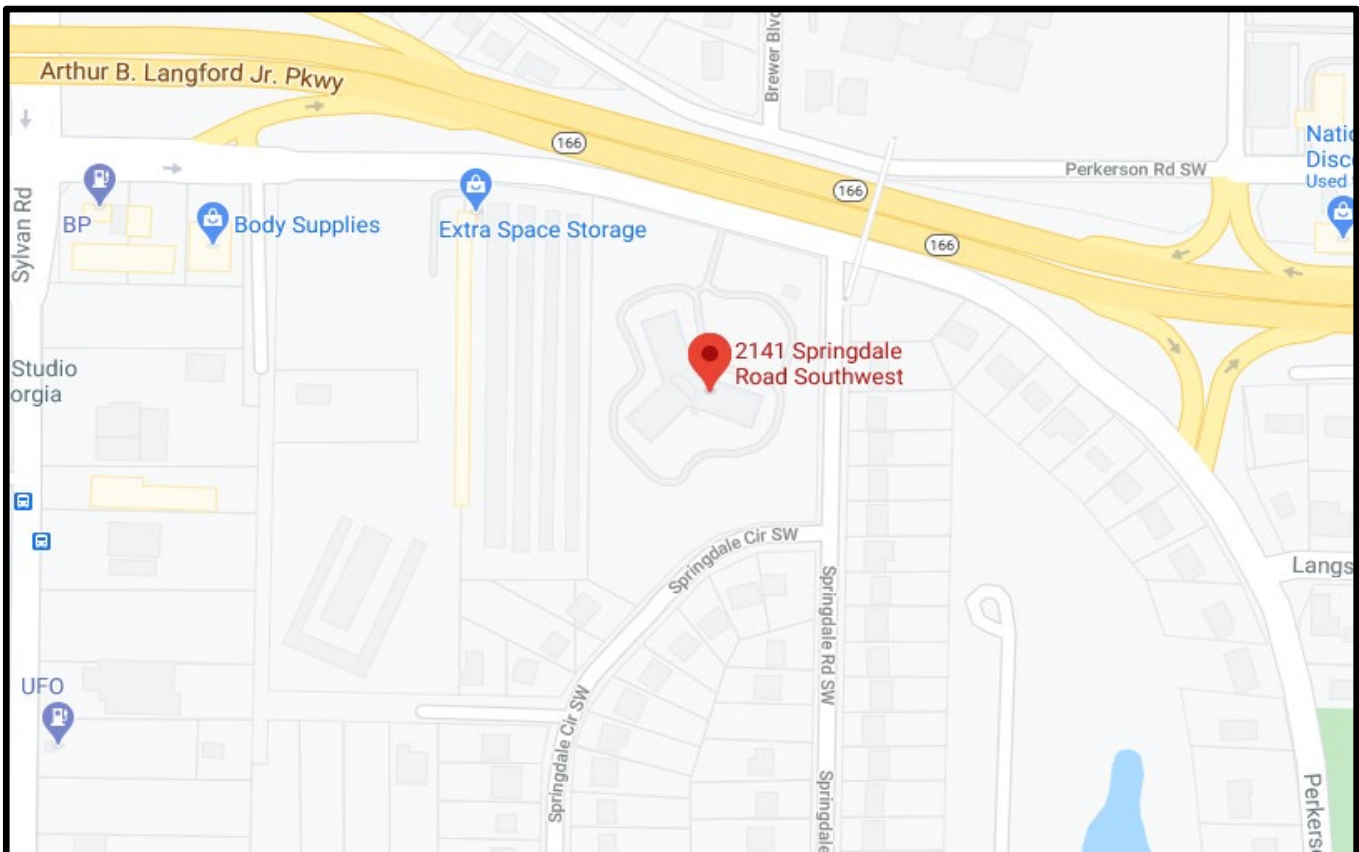 Arthur B. Langford Jr. Pkwy
Brewer Blvd
166
166
166
Perkerson Rd SW
Natio
Disco
Used
Sylvan Rd
BP
Body Supplies
Extra Space Storage
2141 Springdale
Road Southwest
Studio
orgia
Springdale Cir SW
Springdale Rd SW
Langs
UFO
Springdale Cir SW
Springdale
Perkers